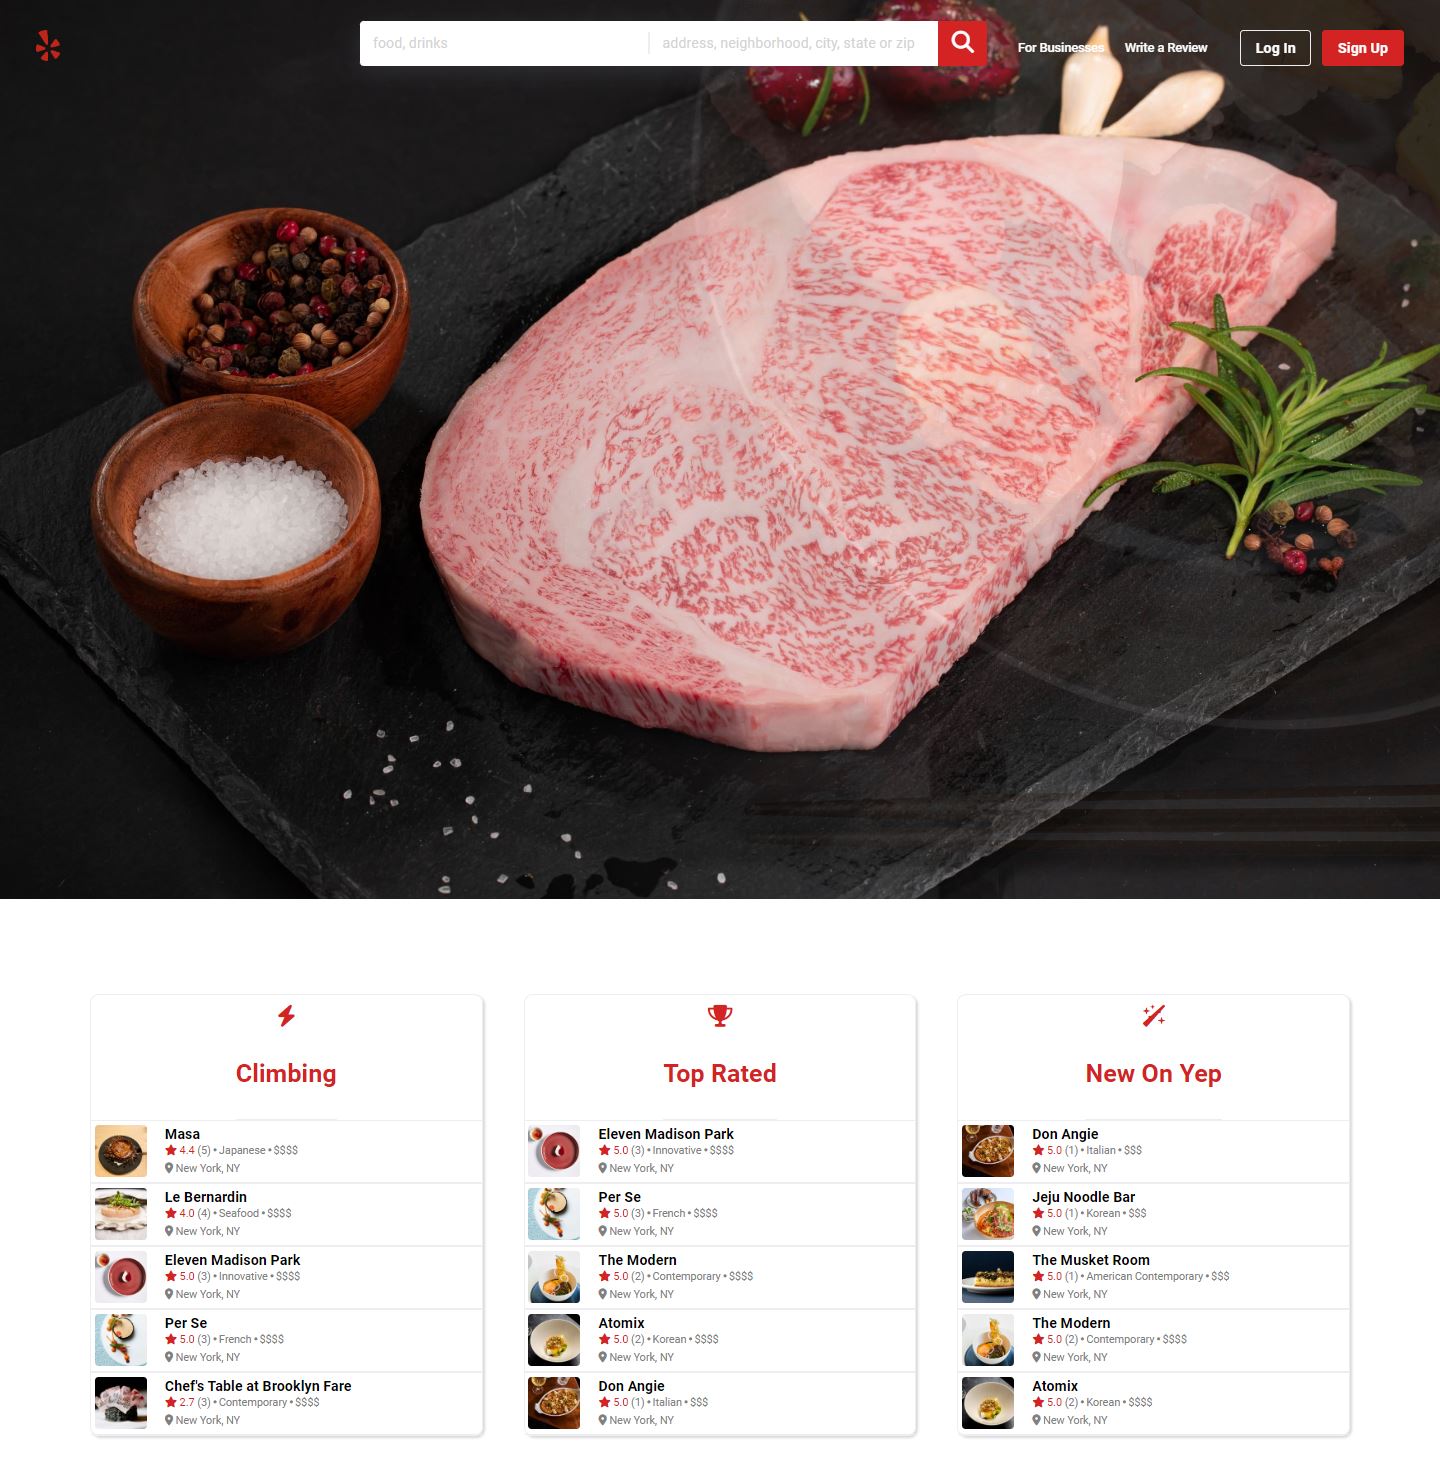 food, drinks
address, neighborhood, city, state or zip
For Businesses
Write a Review
Log In
Sign Up
Climbing
Masa
4.4 (5) • Japanese • $$$$
New York, NY
Le Bernardin
4.0 (4) • Seafood • $$$$
New York, NY
Eleven Madison Park
5.0 (3) • Innovative • $$$$
New York, NY
Per Se
5.0 (3) • French • $$$$
New York, NY
Chef's Table at Brooklyn Fare
2.7 (3) • Contemporary • $$$$
New York, NY
Top Rated
Eleven Madison Park
5.0 (3) • Innovative • $$$$
New York, NY
Per Se
5.0 (3) • French • $$$$
New York, NY
The Modern
5.0 (2) • Contemporary • $$$$
New York, NY
Atomix
5.0 (2) • Korean • $$$$
New York, NY
Don Angie
5.0 (1) • Italian • $$$
New York, NY
New On Yep
Don Angie
5.0 (1) • Italian • $$$
New York, NY
Jeju Noodle Bar
5.0 (1) • Korean • $$$
New York, NY
The Musket Room
5.0 (1) • American Contemporary • $$$
New York, NY
The Modern
5.0 (2) • Contemporary • $$$$
New York, NY
Atomix
5.0 (2) • Korean • $$$$
New York, NY